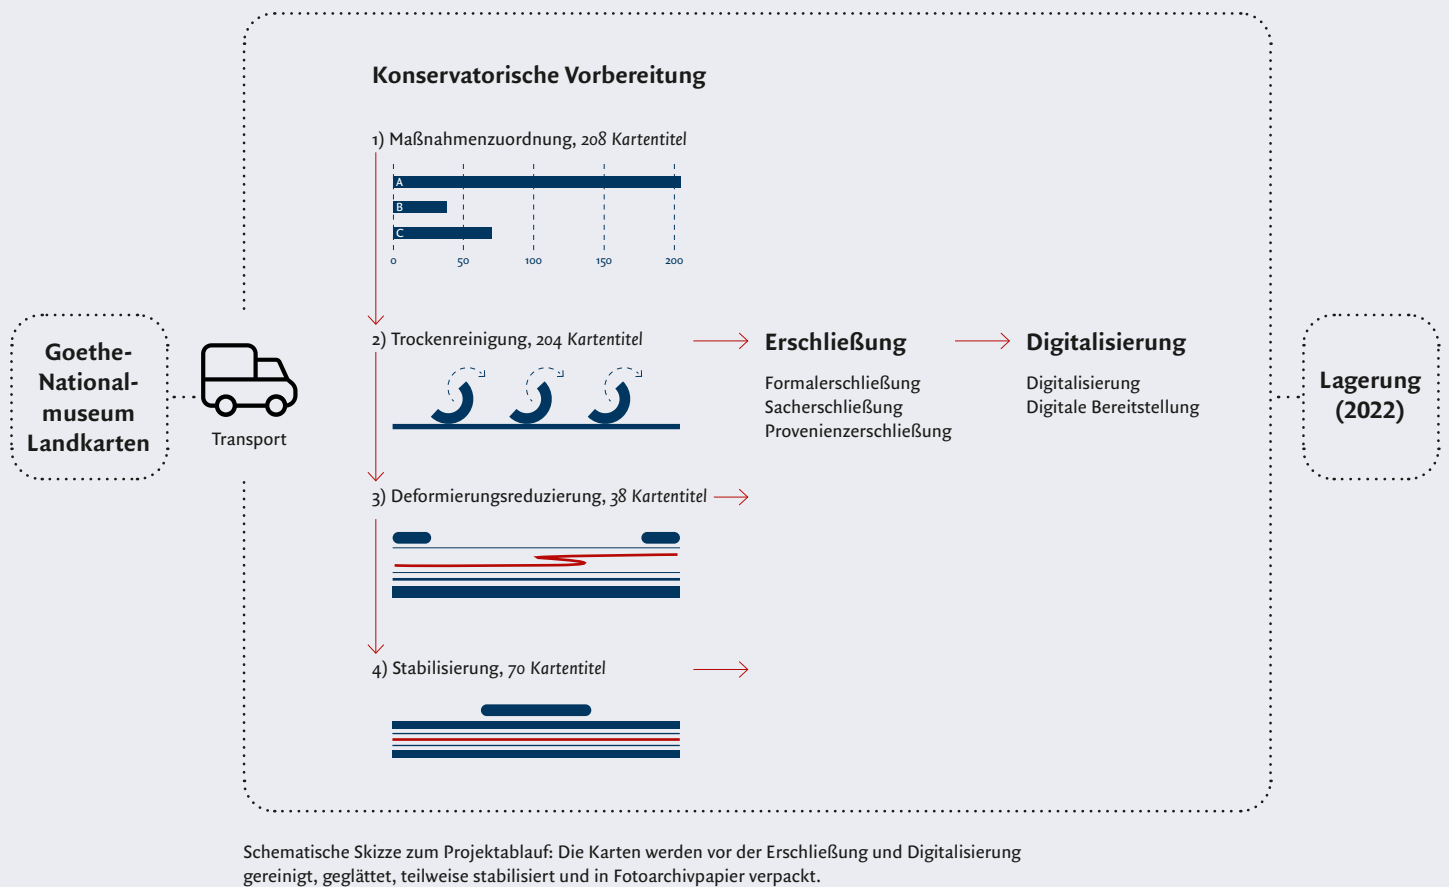 Konservatorische Vorbereitung
1) Maßnahmenzuordnung, 208 Kartentitel
A
B
C
0 50 100 150 200
Goethe-
National-
museum
Landkarten
Transport
2) Trockenreinigung, 204 Kartentitel
Erschließung
Formalerschließung
Sacherschließung
Provenienzerschließung
Digitalisierung
Digitalisierung
Digitale Bereitstellung
Lagerung
(2022)
3) Deformierungsreduzierung, 38 Kartentitel
4) Stabilisierung, 70 Kartentitel
Schematische Skizze zum Projektablauf: Die Karten werden vor der Erschließung und Digitalisierung
gereinigt, geglättet, teilweise stabilisiert und in Fotoarchivpapier verpackt.